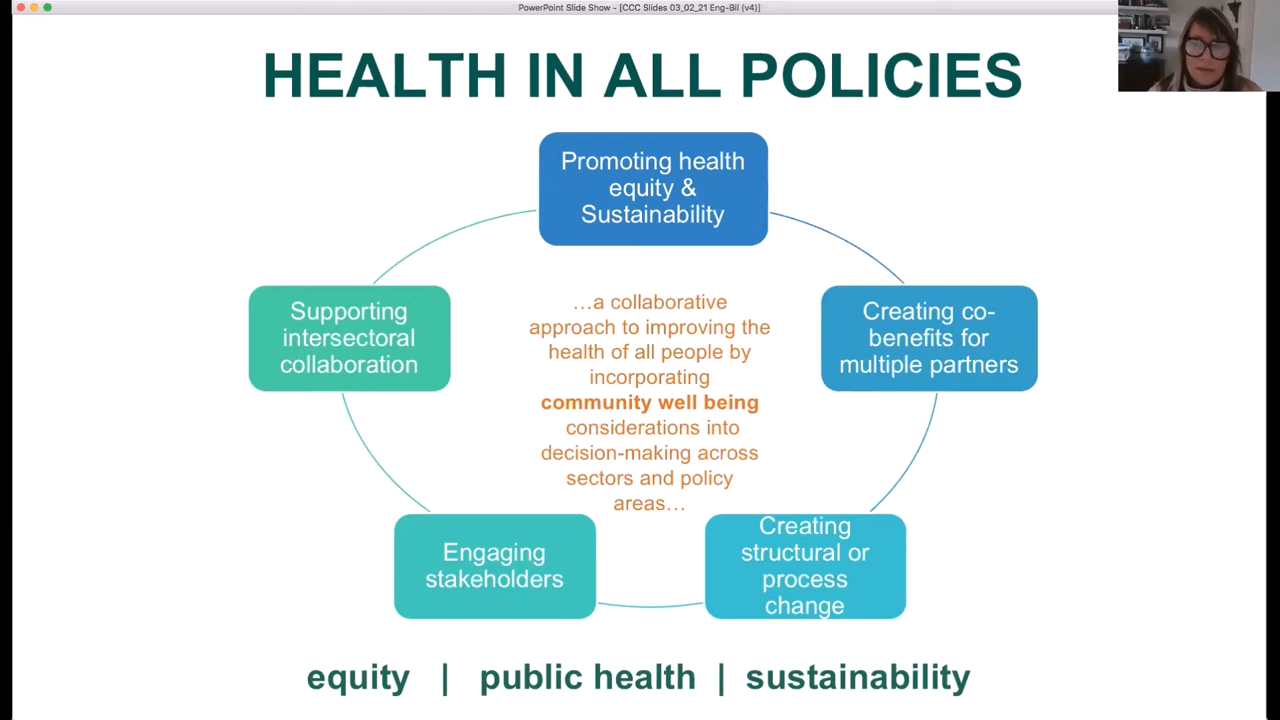 PowerPoint Slide Show - [CCC Slides 03_02_21 Eng-Bil (v4)]
HEALTH IN ALL POLICIES
Promoting health
equity &
Sustainability
Supporting
intersectoral
collaboration
…a collaborative
approach to improving the
health of all people by
incorporating
community well being
considerations into
decision-making across
sectors and policy
areas…
Creating co-
benefits for
multiple partners
Engaging
stakeholders
Creating
structural or
process
change
equity | public health | sustainability